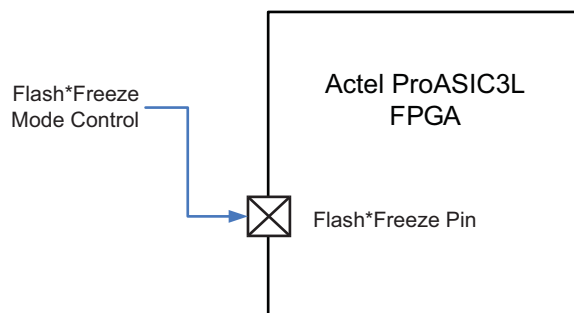 Flash*Freeze
Mode Control
Actel ProASIC3L
FPGA
Flash*Freeze Pin